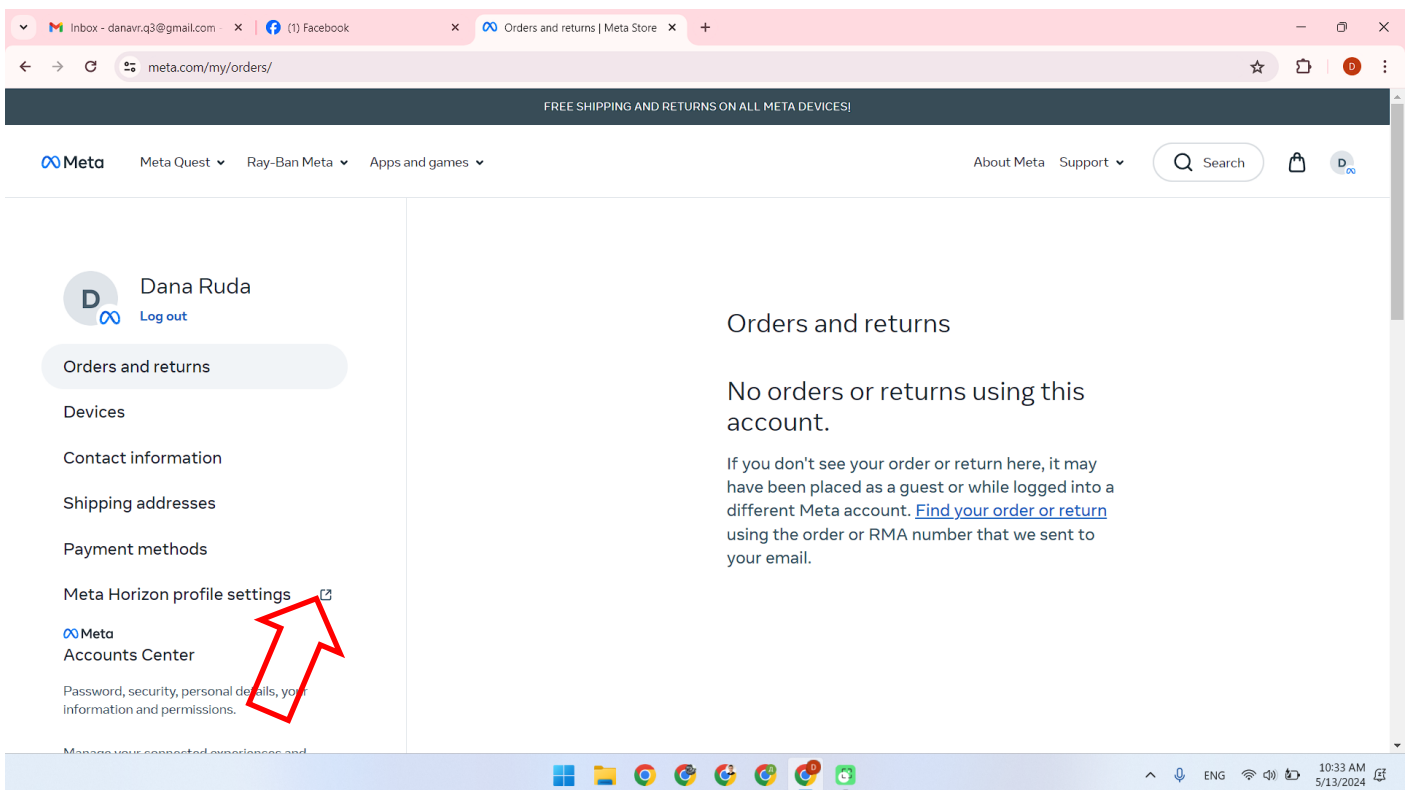 Inbox - danavr.q3@gmail.com
(1) Facebook
Orders and returns | Meta Store
meta.com/my/orders/
D
FREE SHIPPING AND RETURNS ON ALL META DEVICES!
Meta
Meta Quest
Ray-Ban Meta
Apps and games
About Meta
Support
Search
D
D
Dana Ruda
Log out
Orders and returns
Devices
Contact information
Shipping addresses
Payment methods
Meta Horizon profile settings
Meta
Accounts Center
Password, security, personal details, your
information and permissions.
Manage your connected experiences and
Orders and returns
No orders or returns using this
account.
If you don't see your order or return here, it may
have been placed as a guest or while logged into a
different Meta account. Find your order or return
using the order or RMA number that we sent to
your email.
D
ENG
10:33 AM
5/13/2024